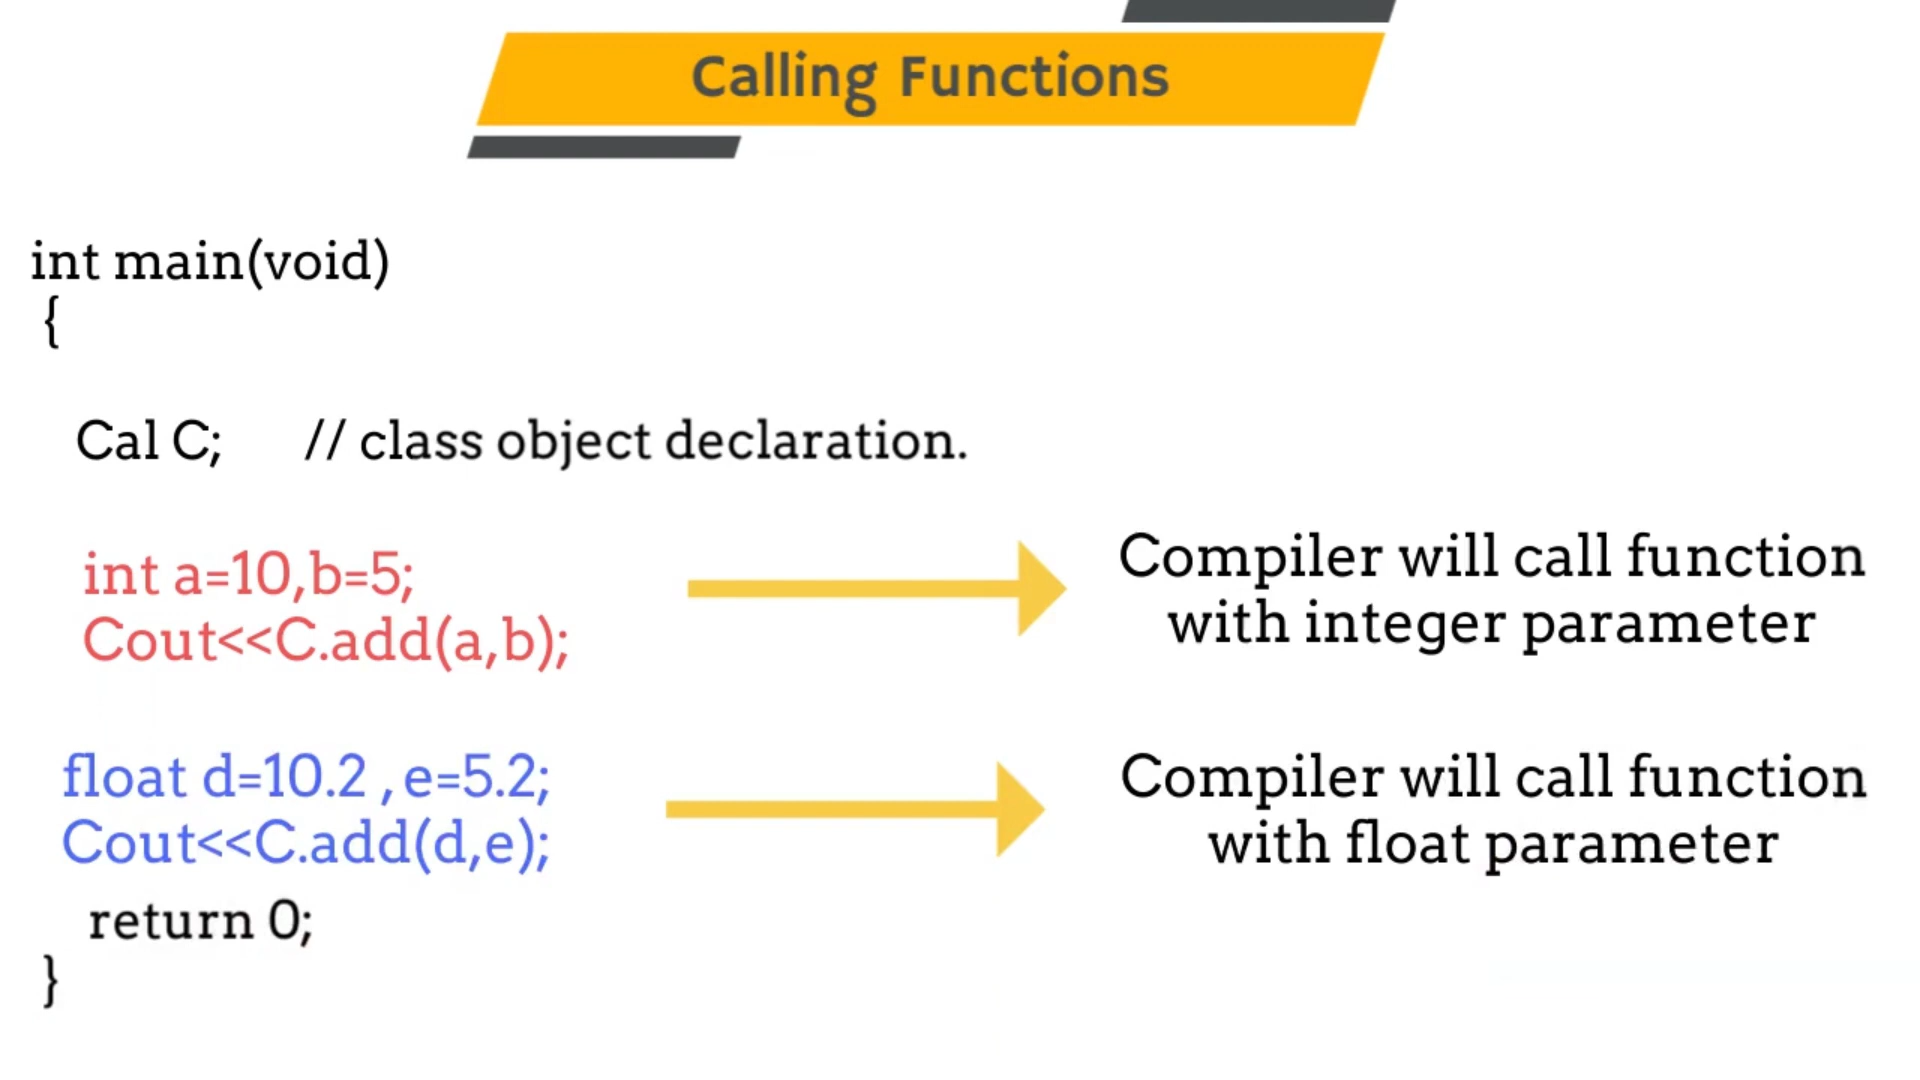 Calling Functions
int main(void)
{
Cal C; // class object declaration.
int a=10,b=5;
Cout<<C.add(a,b);
Compiler will call function
with integer parameter
float d=10.2 , e=5.2;
Cout<<C.add(d,e);
Compiler will call function
with float parameter
return 0;
}